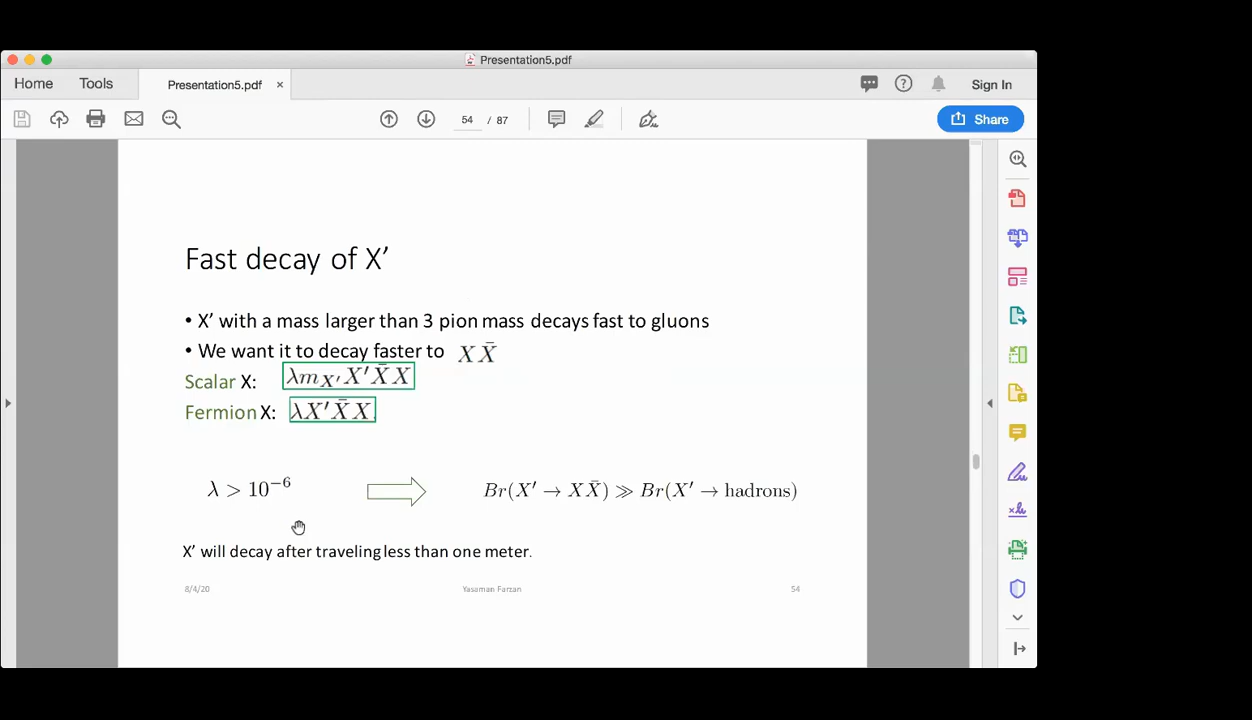 Presentation5.pdf
Home Tools Presentation5.pdf × Sign In
54 / 87 Share
Fast decay of X’
• X’ with a mass larger than 3 pion mass decays fast to gluons
• We want it to decay faster to X X̄
Scalar X: λm_{X′}X′X̄X
Fermion X: λX′X̄X
λ > 10⁻⁶ Br(X′ → XX̄) ≫ Br(X′ → hadrons)
X’ will decay after traveling less than one meter.
8/4/20 Yasaman Farzan 54